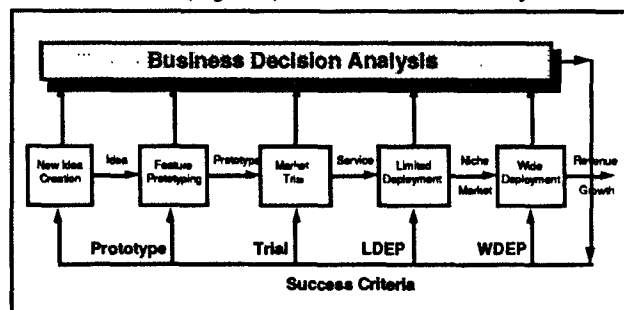 Business Decision Analysis
New Idea
Creation
Idea
Feature
Prototyping
Prototype
Market
Trial
Service
Limited
Deployment
Niche
Market
Wide
Deployment
Revenue
Growth
Prototype
Trial
LDEP
WDEP
Success Criteria